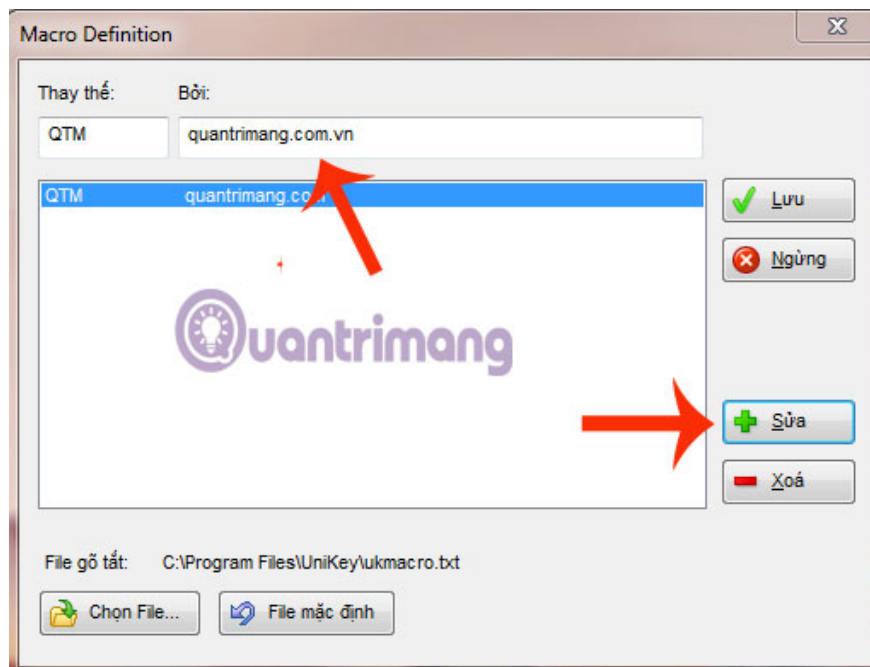 Macro Definition
Thay thế: Bởi:
QTM quantrimang.com.vn
QTM quantrimang.com
Lưu
Ngừng
Quantrimang
Sửa
Xoá
File gõ tắt: C:\Program Files\UniKey\ukmacro.txt
Chọn File... File mặc định